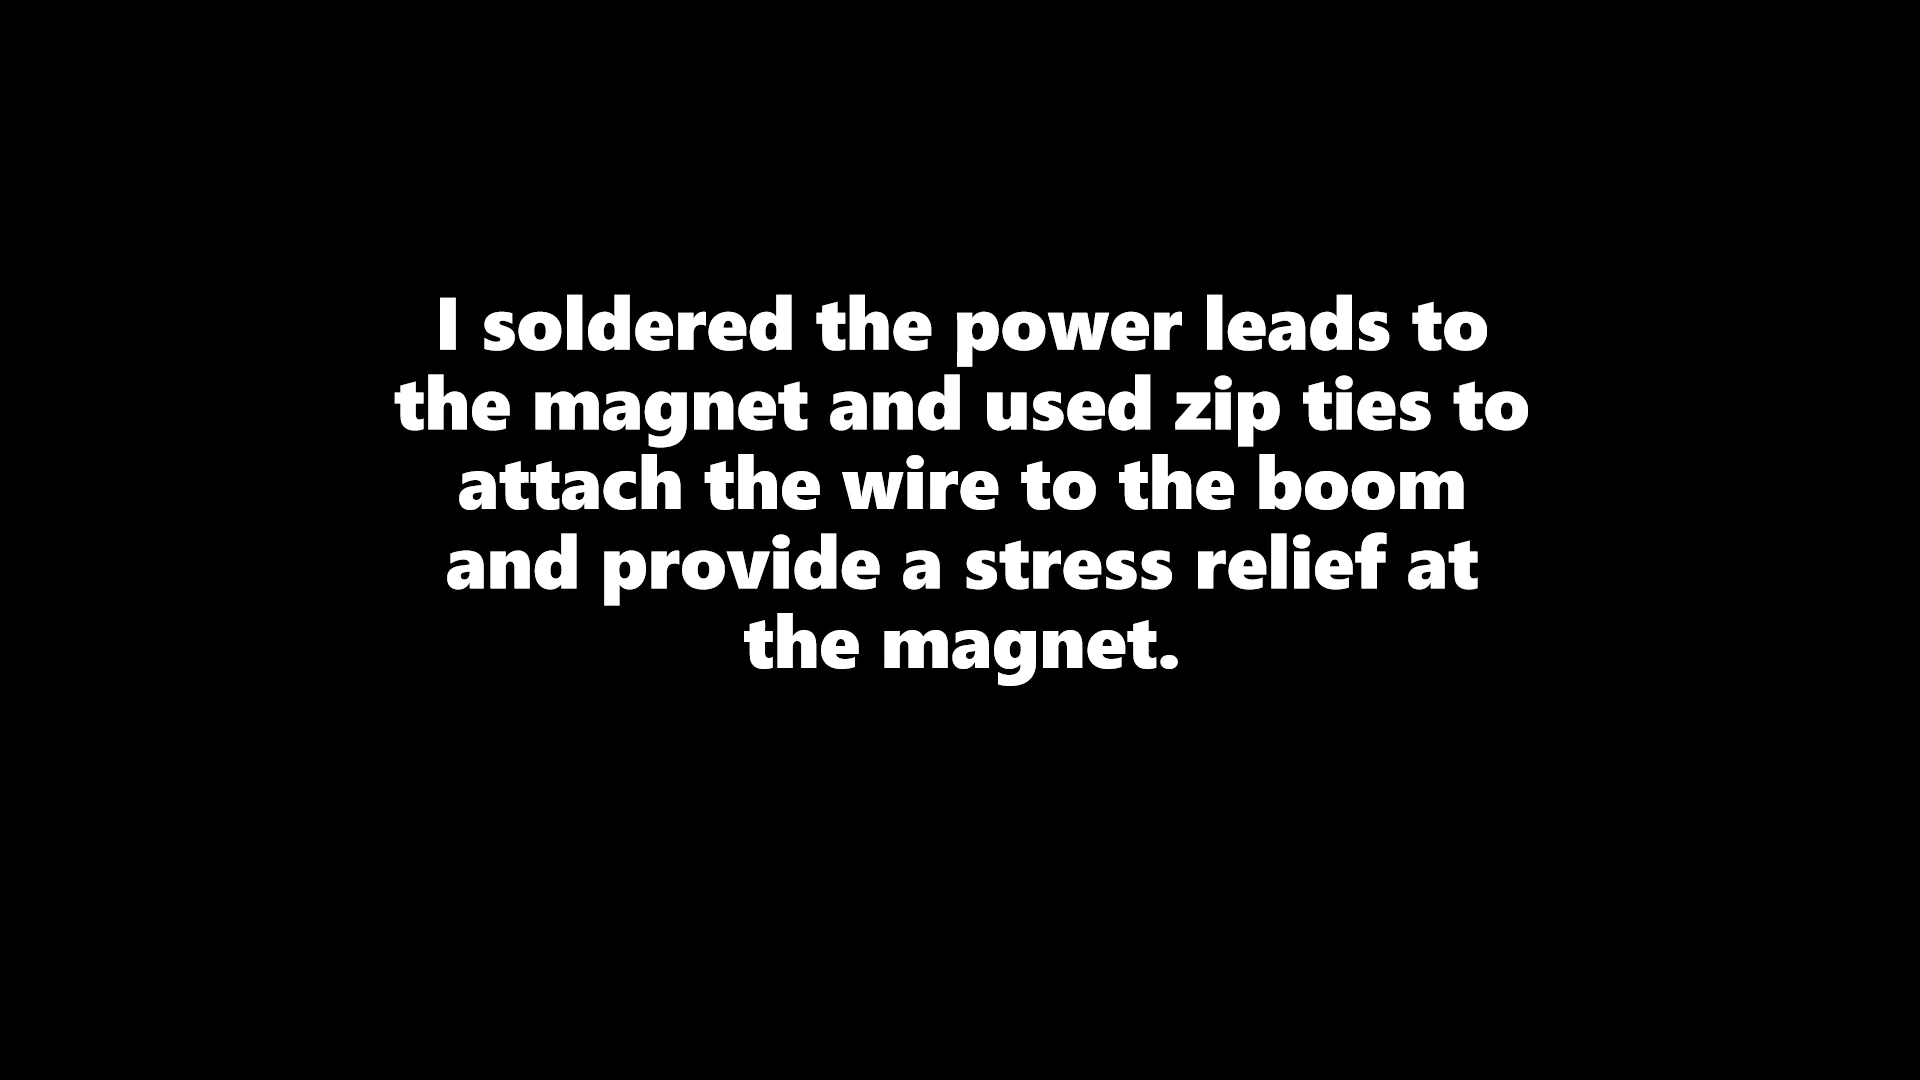 I soldered the power leads to
the magnet and used zip ties to
attach the wire to the boom
and provide a stress relief at
the magnet.